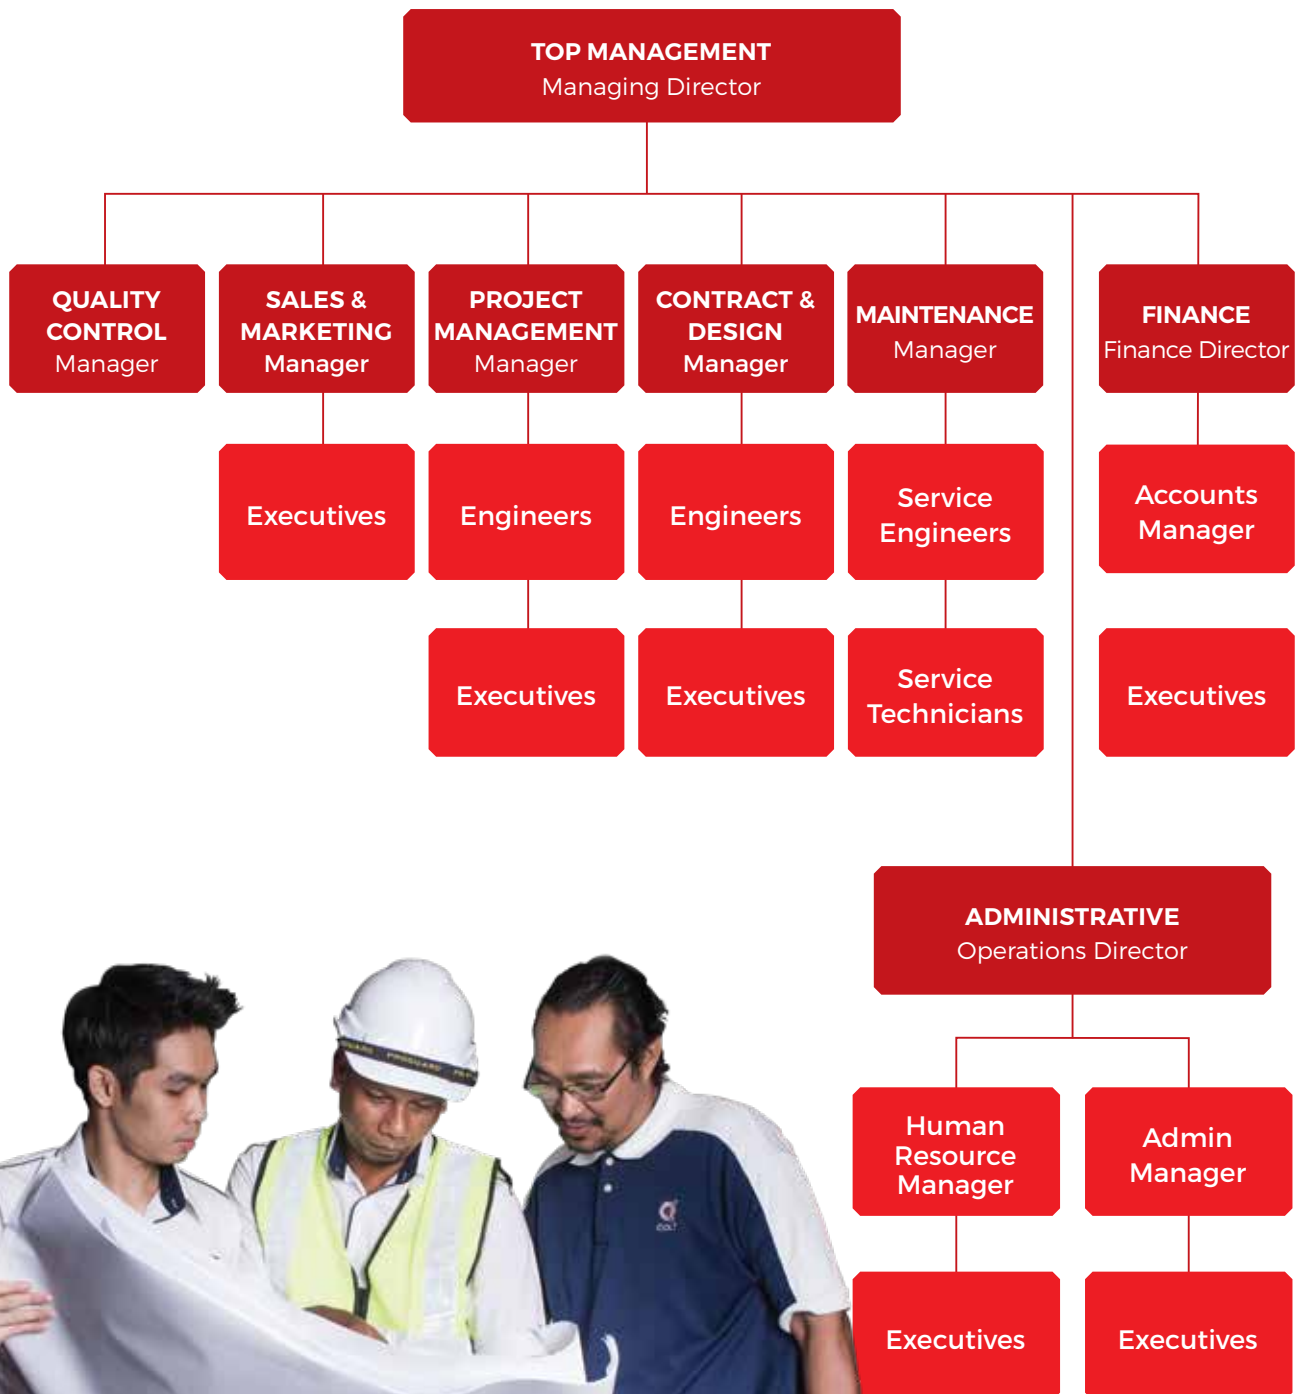 TOP MANAGEMENT
Managing Director
QUALITY
CONTROL
Manager
SALES &
MARKETING
Manager
PROJECT
MANAGEMENT
Manager
CONTRACT &
DESIGN
Manager
MAINTENANCE
Manager
FINANCE
Finance Director
Executives
Engineers
Engineers
Service
Engineers
Accounts
Manager
Executives
Executives
Service
Technicians
Executives
ADMINISTRATIVE
Operations Director
Human
Resource
Manager
Admin
Manager
Executives
Executives
PROGUARD